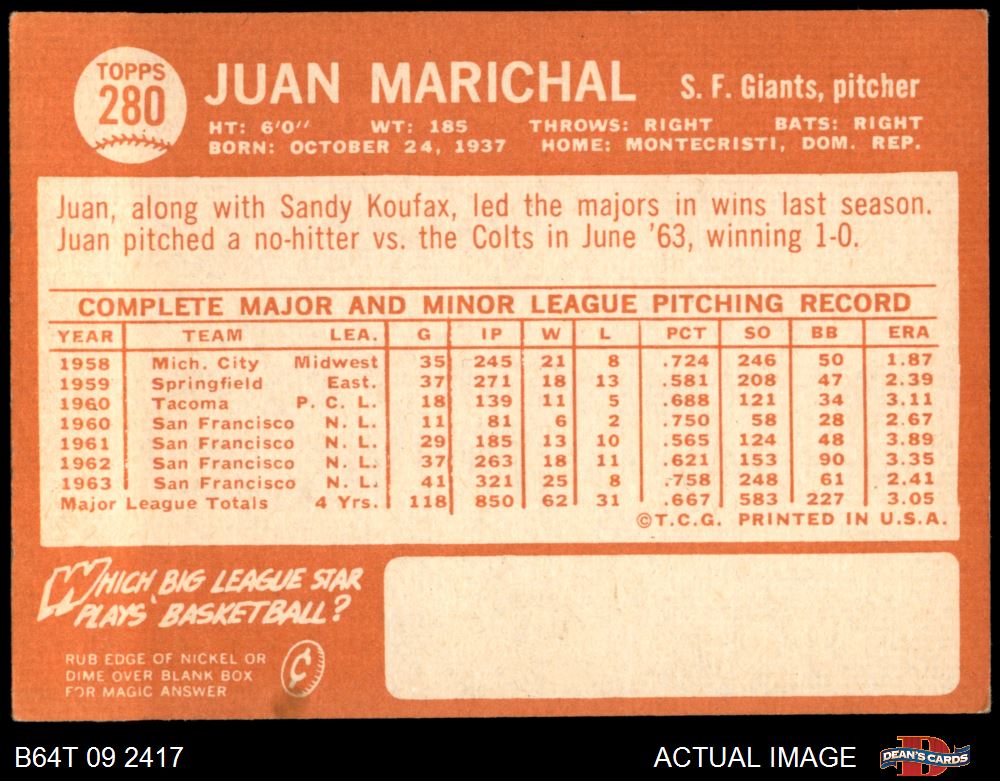 TOPPS
280
JUAN MARICHAL S. F. Giants, pitcher
HT: 6'0" WT: 185 THROWS: RIGHT BATS: RIGHT
BORN: OCTOBER 24, 1937 HOME: MONTECRISTI, DOM. REP.
Juan, along with Sandy Koufax, led the majors in wins last season.
Juan pitched a no-hitter vs. the Colts in June '63, winning 1-0.
COMPLETE MAJOR AND MINOR LEAGUE PITCHING RECORD
YEAR TEAM LEA. G IP W L PCT SO BB ERA
1958 Mich. City Midwest 35 245 21 8 .724 246 50 1.87
1959 Springfield East. 37 271 18 13 .581 208 47 2.39
1960 Tacoma P. C. L. 18 139 11 5 .688 121 34 3.11
1960 San Francisco N. L. 11 81 6 2 .750 58 28 2.67
1961 San Francisco N. L. 29 185 13 10 .565 124 48 3.89
1962 San Francisco N. L. 37 263 18 11 .621 153 90 3.35
1963 San Francisco N. L. 41 321 25 8 .758 248 61 2.41
Major League Totals 4 Yrs. 118 850 62 31 .667 583 227 3.05
©T.C.G. PRINTED IN U.S.A.
WHICH BIG LEAGUE STAR
PLAYS BASKETBALL?
RUB EDGE OF NICKEL OR
DIME OVER BLANK BOX
FOR MAGIC ANSWER
¢
B64T 09 2417 ACTUAL IMAGE DEAN'S CARDS